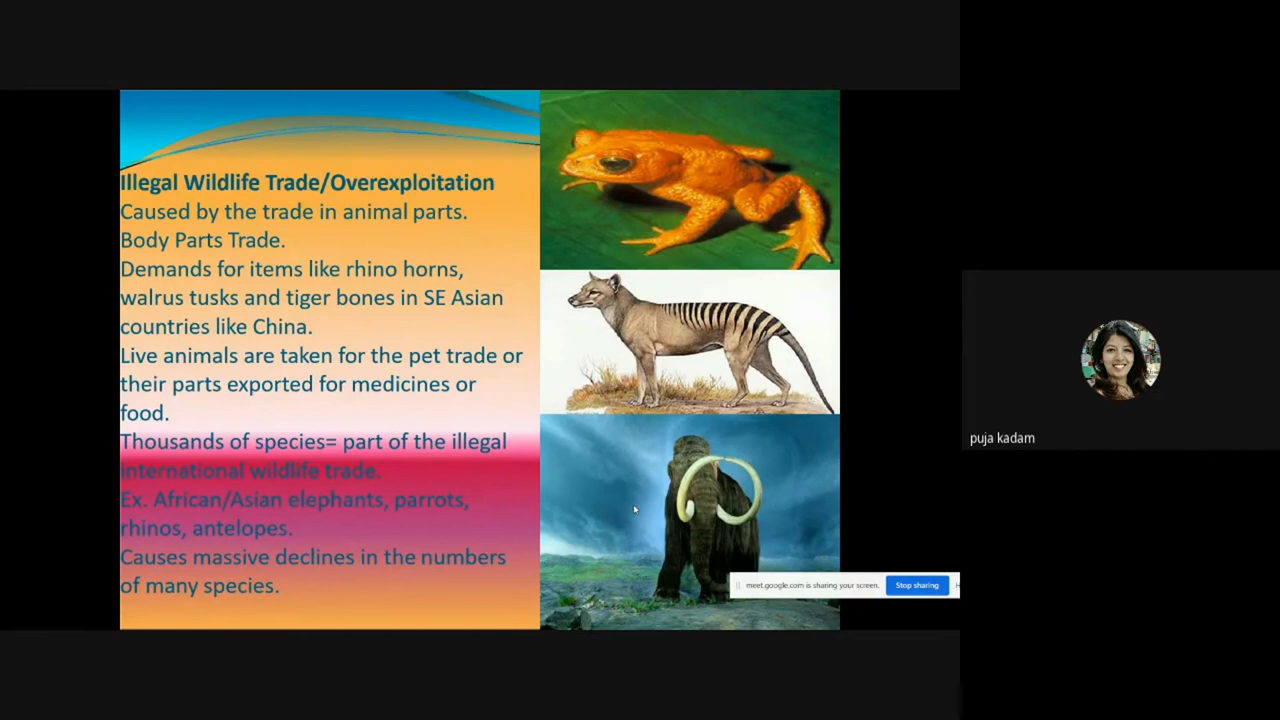 Illegal Wildlife Trade/Overexploitation
Caused by the trade in animal parts.
Body Parts Trade.
Demands for items like rhino horns,
walrus tusks and tiger bones in SE Asian
countries like China.
Live animals are taken for the pet trade or
their parts exported for medicines or
food.
Thousands of species= part of the illegal
international wildlife trade.
Ex. African/Asian elephants, parrots,
rhinos, antelopes.
Causes massive declines in the numbers
of many species.
meet.google.com is sharing your screen.
Stop sharing
H
puja kadam